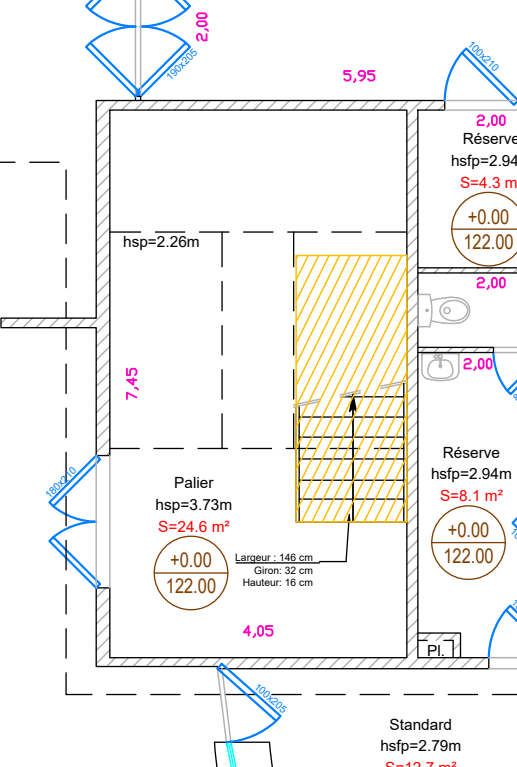 2,00
190x205
5,95
100x210
2,00
Réserve
hsfp=2.94
S=4.3 m
+0.00
122.00
hsp=2.26m
2,00
2,00
7,45
180x210
Palier
hsp=3.73m
S=24.6 m²
+0.00
122.00
Largeur : 146 cm
Giron: 32 cm
Hauteur: 16 cm
Réserve
hsfp=2.94m
S=8.1 m²
+0.00
122.00
4,05
Pl.
100x205
Standard
hsfp=2.79m
S=12.7 m²